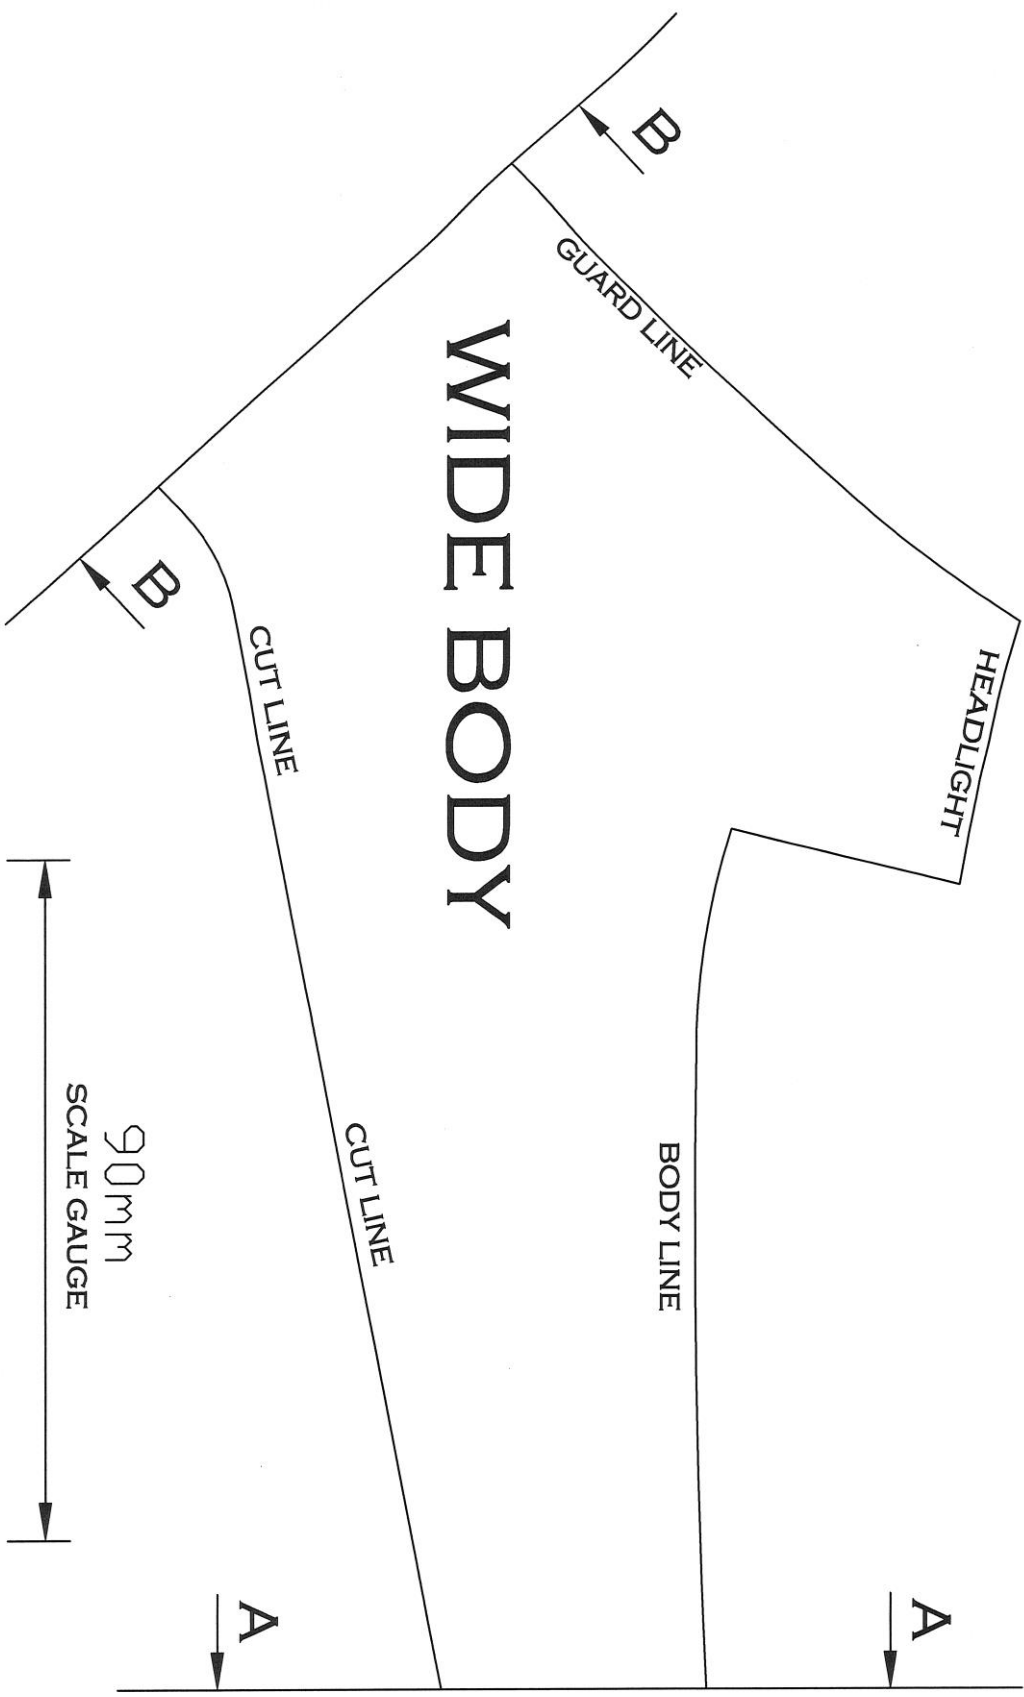 B
GUARD LINE
HEADLIGHT
WIDE BODY
B
CUT LINE
CUT LINE
BODY LINE
90mm
SCALE GAUGE
A
A